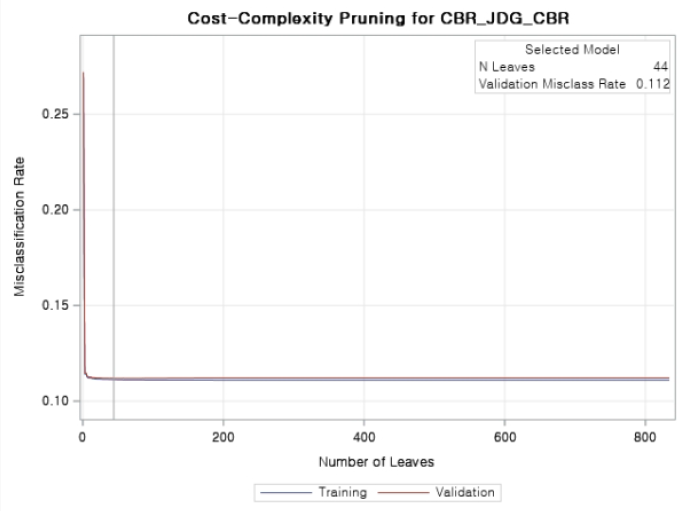 Cost-Complexity Pruning for CBR_JDG_CBR
Selected Model
N Leaves 44
Validation Misclass Rate 0.112
Misclassification Rate
0.25
0.20
0.15
0.10
0 200 400 600 800
Number of Leaves
Training Validation